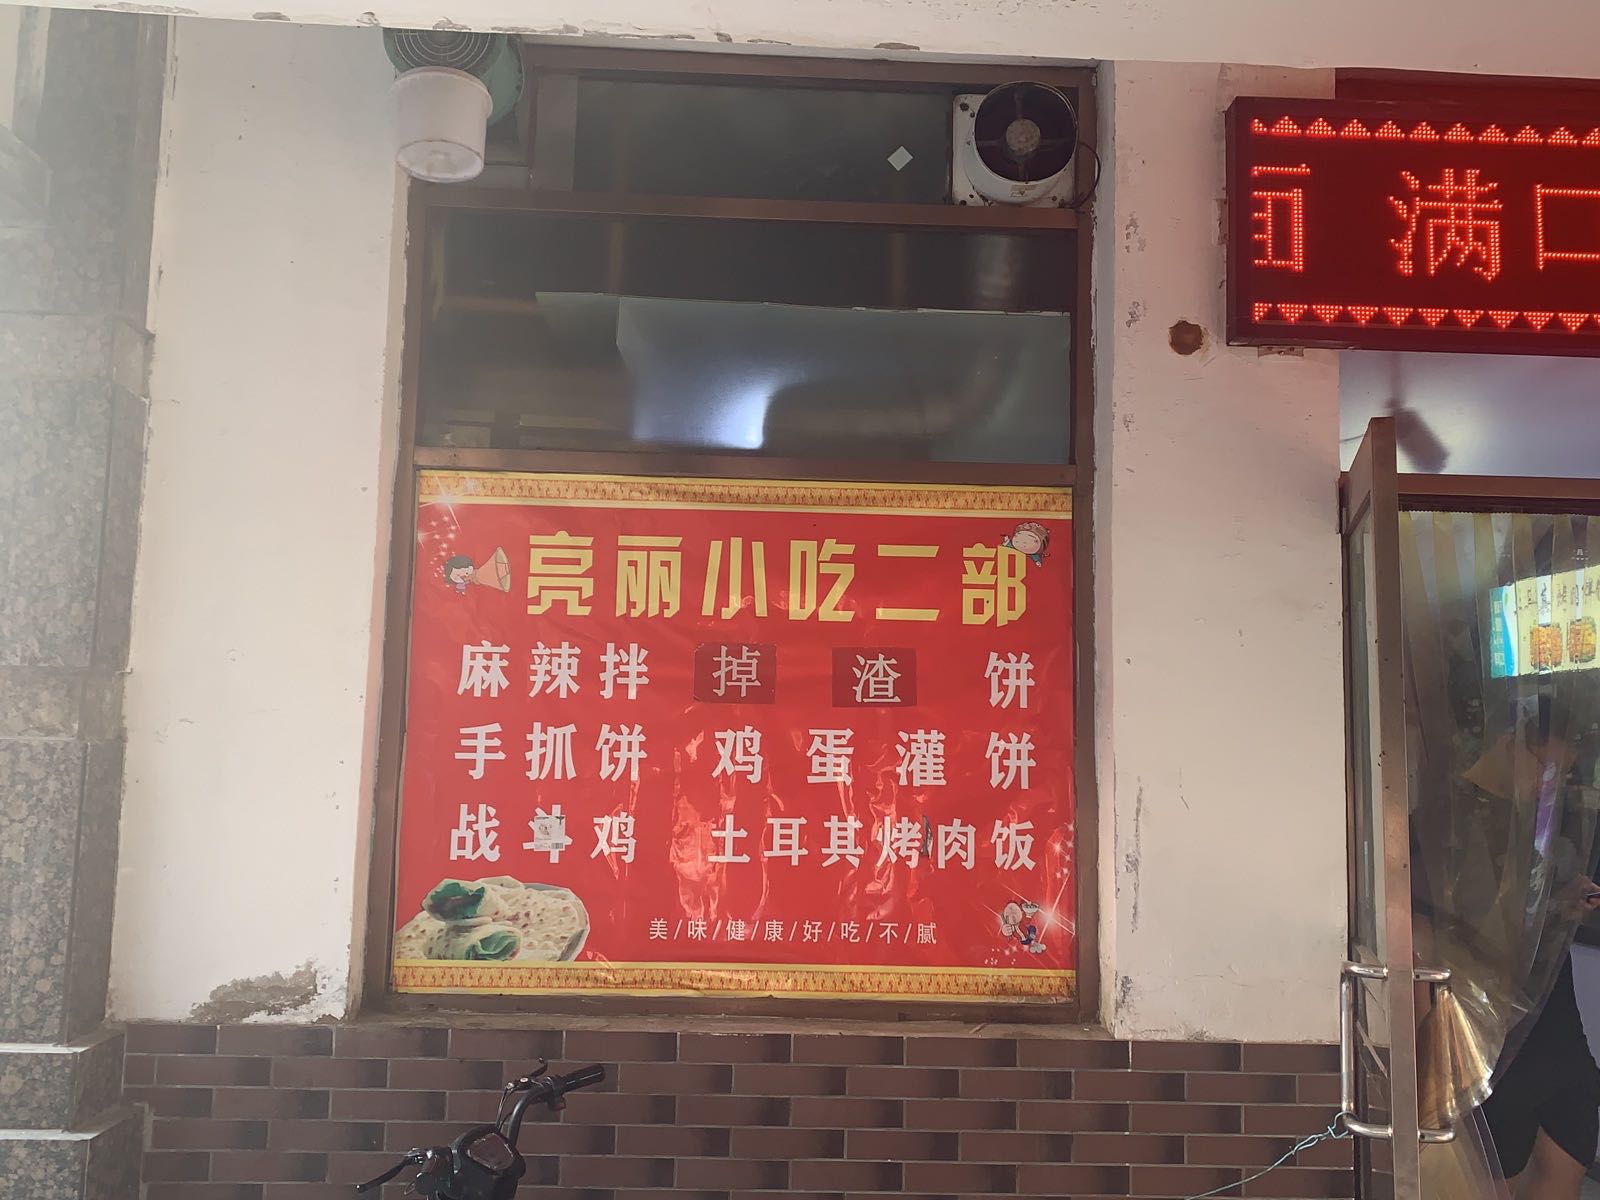 满口
亮丽小吃二部
麻辣拌 掉渣饼
手抓饼 鸡蛋灌饼
战斗鸡 土耳其烤肉饭
美/味/健/康/好/吃/不/腻